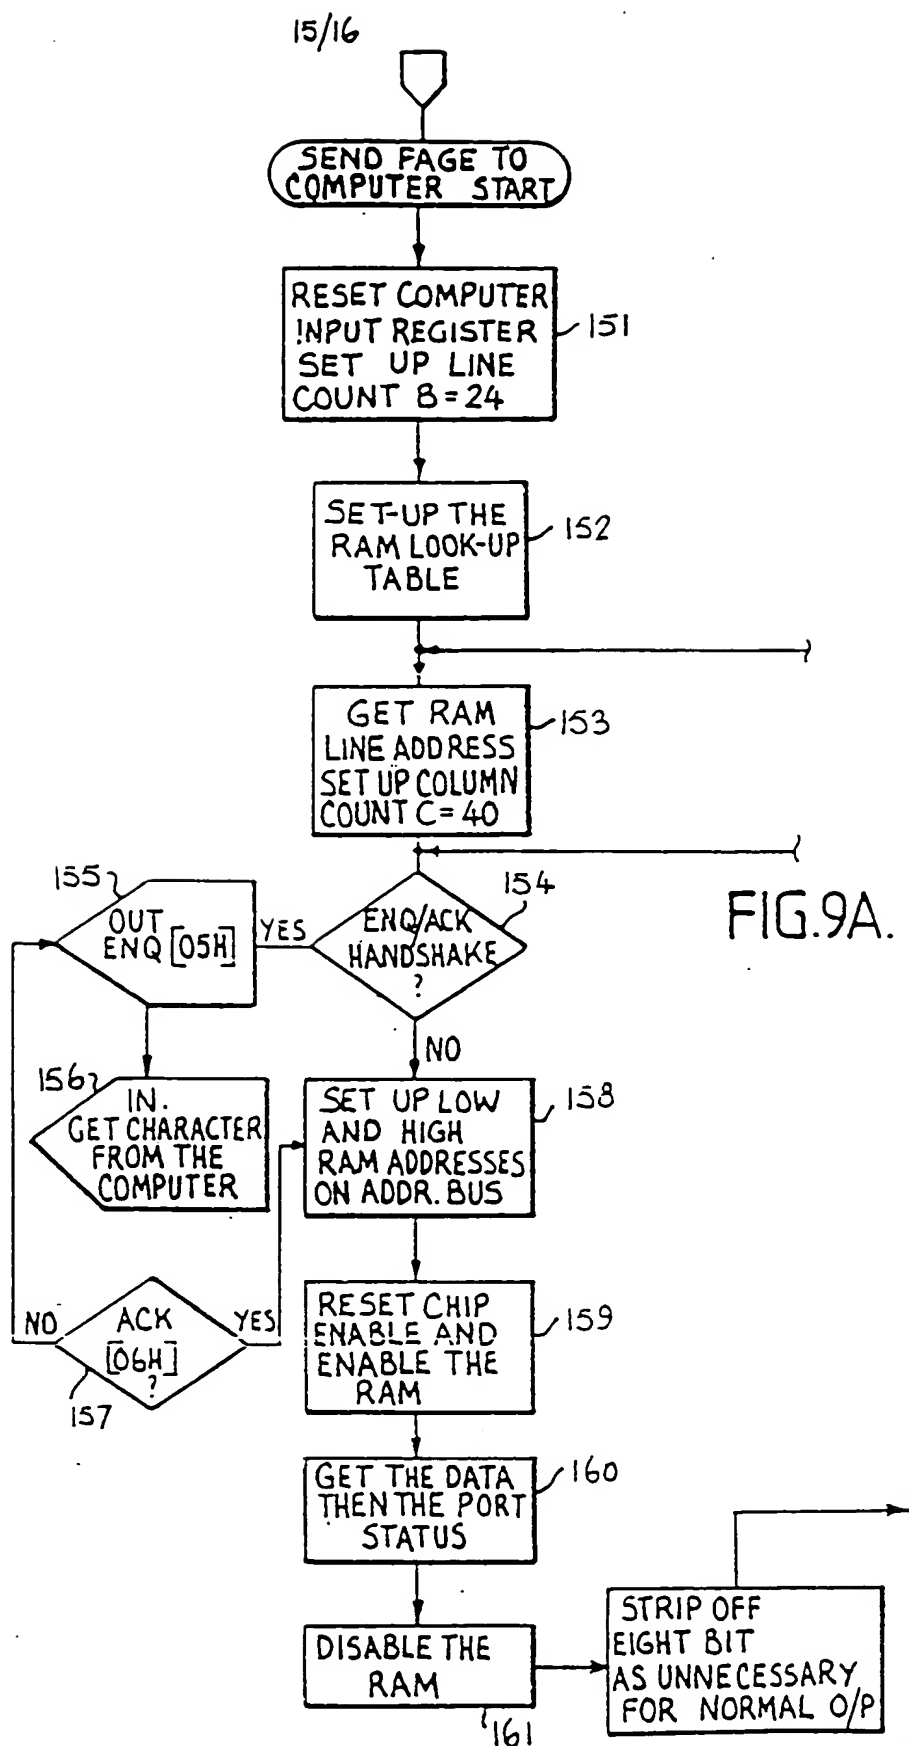 15/16
SEND FAGE TO
COMPUTER START
RESET COMPUTER
INPUT REGISTER
SET UP LINE
COUNT B=24
151
SET-UP THE
RAM LOOK-UP
TABLE
152
GET RAM
LINE ADDRESS
SET UP COLUMN
COUNT C=40
153
155
OUT
ENQ [05H]
YES
ENQ/ACK
HANDSHAKE
?
154
FIG.9A.
NO
156
IN.
GET CHARACTER
FROM THE
COMPUTER
SET UP LOW
AND HIGH
RAM ADDRESSES
ON ADDR. BUS
158
NO
ACK
[06H]
?
YES
157
RESET CHIP
ENABLE AND
ENABLE THE
RAM
159
GET THE DATA
THEN THE PORT
STATUS
160
DISABLE THE
RAM
161
STRIP OFF
EIGHT BIT
AS UNNECESSARY
FOR NORMAL O/P